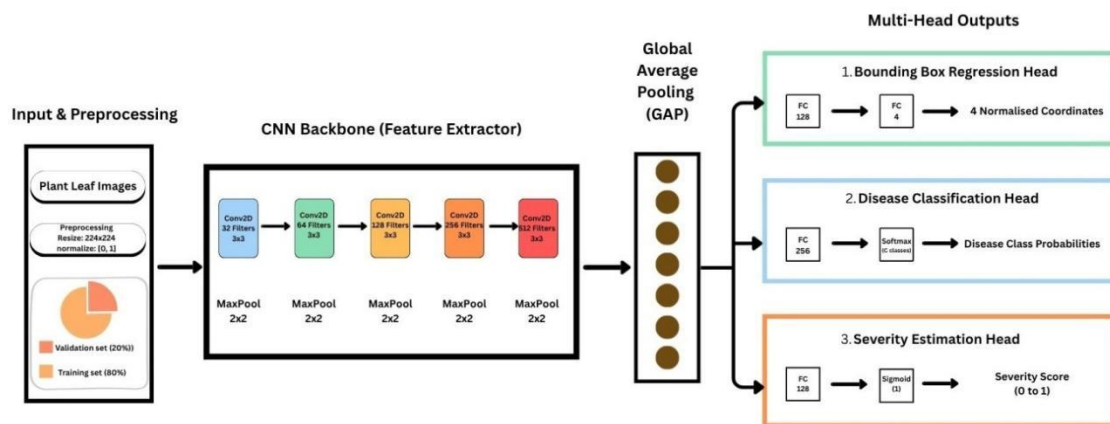 Input & Preprocessing
Plant Leaf Images
Preprocessing
Resize: 224x224
normalize: [0, 1]
Validation set (20%))
Training set (80%)
CNN Backbone (Feature Extractor)
Conv2D
32 Filters
3x3
Conv2D
64 Filters
3x3
Conv2D
128 Filters
3x3
Conv2D
256 Filters
3x3
Conv2D
512 Filters
3x3
MaxPool
2x2
MaxPool
2x2
MaxPool
2x2
MaxPool
2x2
MaxPool
2x2
Global
Average
Pooling
(GAP)
Multi-Head Outputs
1. Bounding Box Regression Head
FC
128
FC
4
4 Normalised Coordinates
2. Disease Classification Head
FC
256
Softmax
(C classes)
Disease Class Probabilities
3. Severity Estimation Head
FC
128
Sigmoid
(1)
Severity Score
(0 to 1)